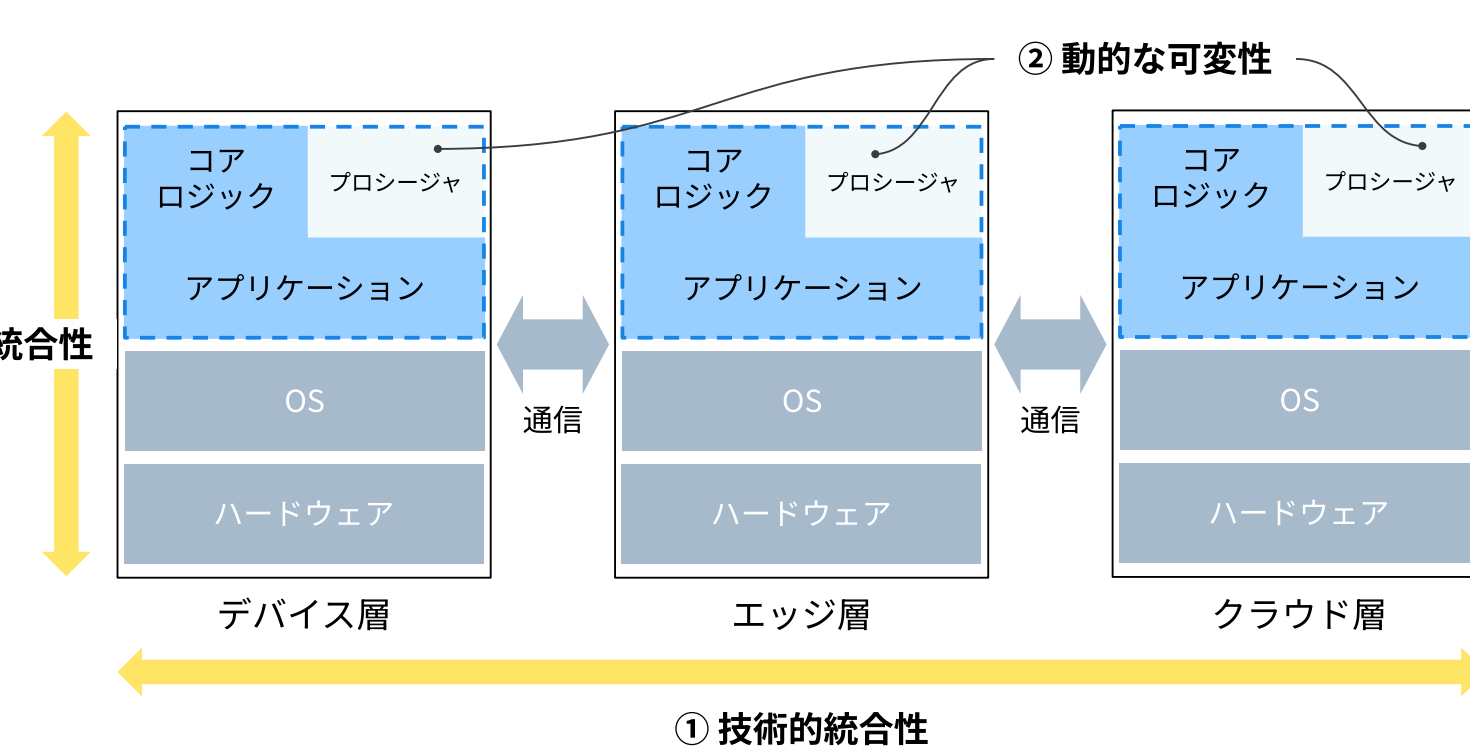 ② 動的な可変性
コア
ロジック
プロシージャ
アプリケーション
OS
ハードウェア
デバイス層
通信
コア
ロジック
プロシージャ
アプリケーション
OS
ハードウェア
エッジ層
通信
コア
ロジック
プロシージャ
アプリケーション
OS
ハードウェア
クラウド層
統合性
① 技術的統合性